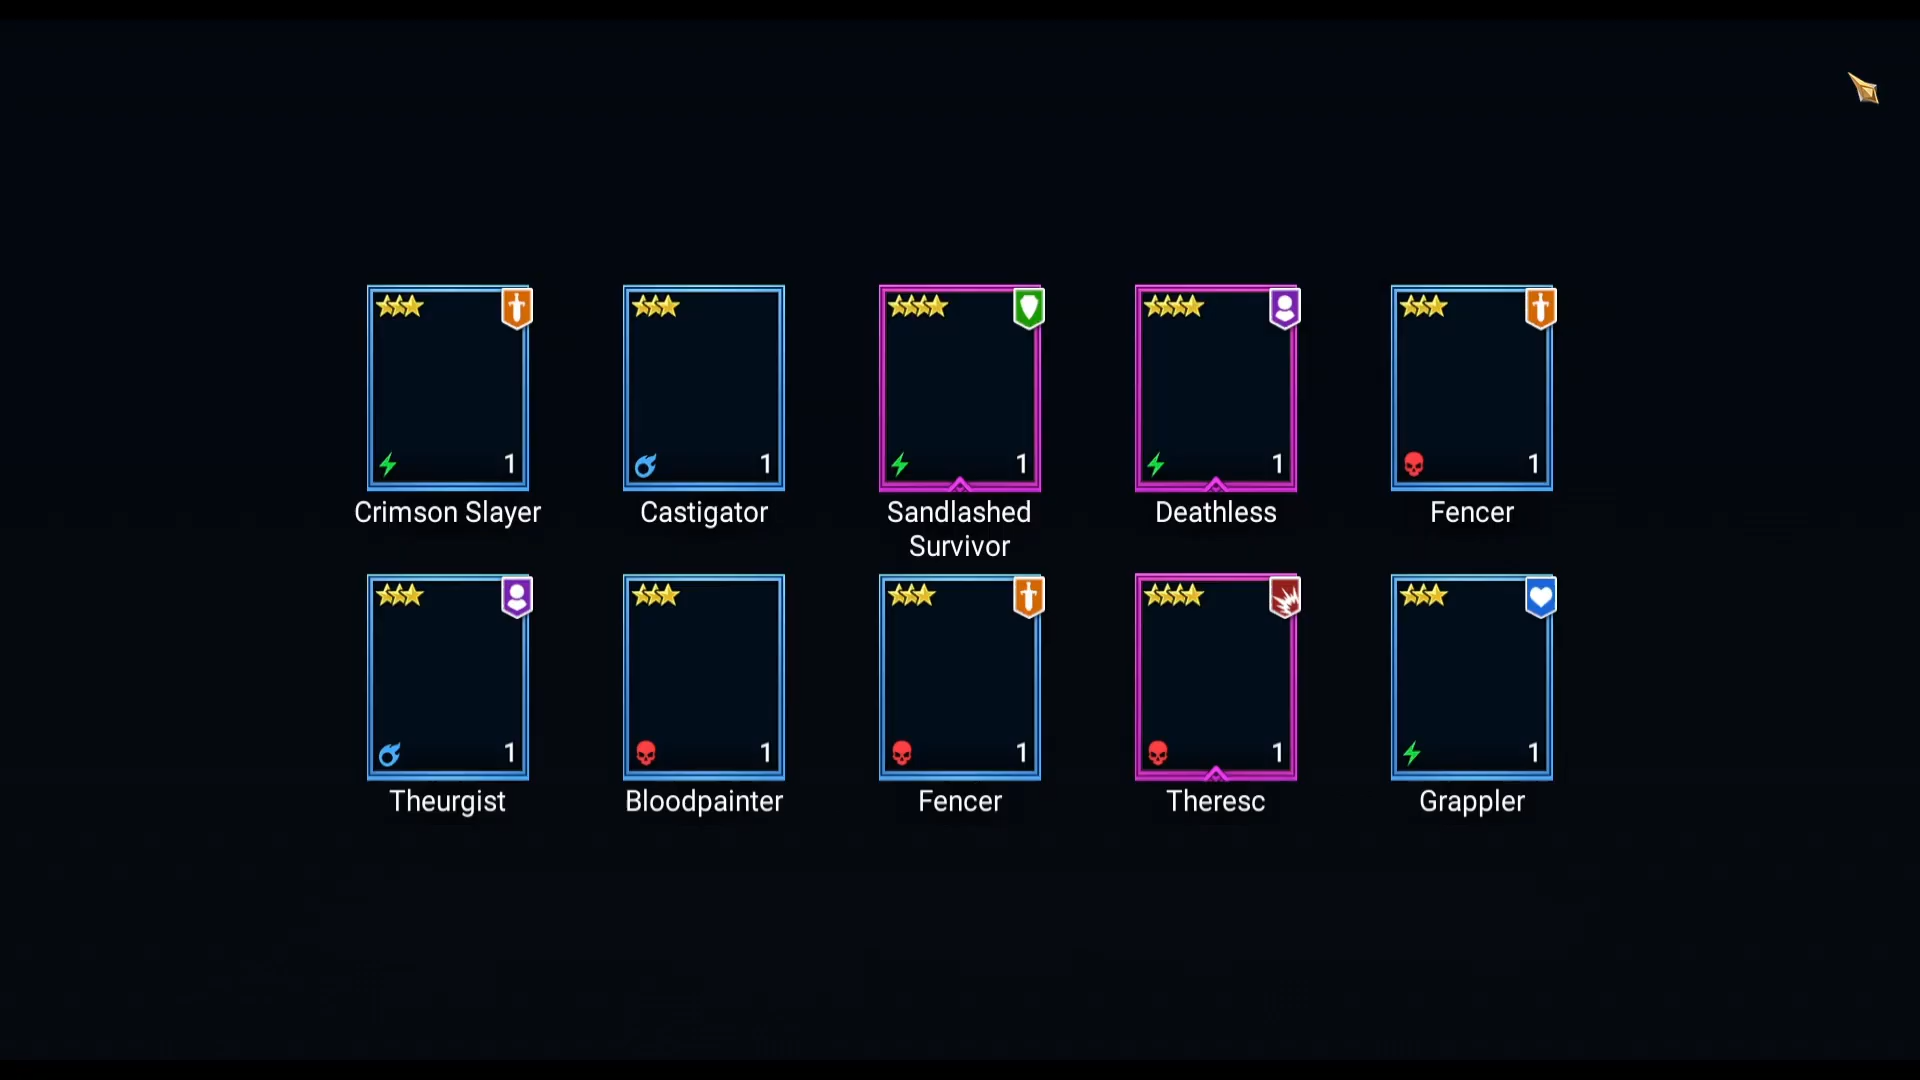 1
1
1
1
1
Crimson Slayer
Castigator
Sandlashed
Survivor
Deathless
Fencer
1
1
1
1
1
Theurgist
Bloodpainter
Fencer
Theresc
Grappler